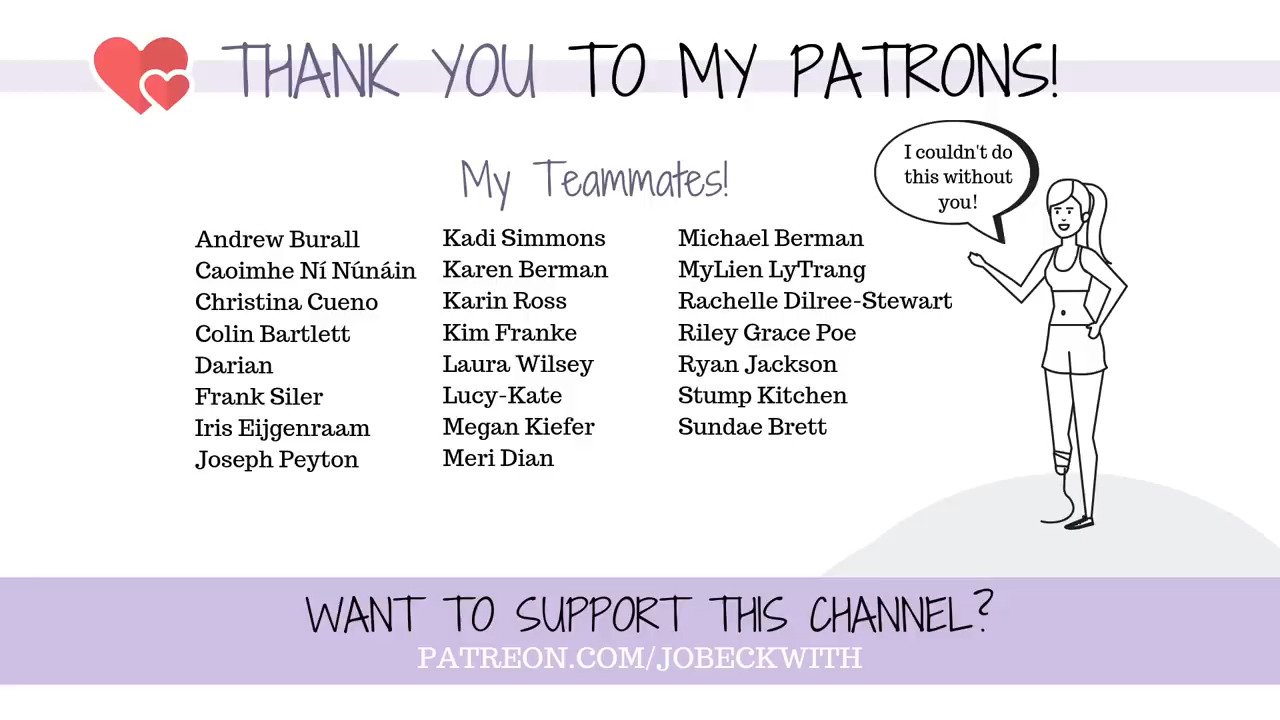 THANK YOU TO MY PATRONS!
My Teammates!
I couldn't do
this without
you!
Andrew Burall
Caoimhe Ní Núnáin
Christina Cueno
Colin Bartlett
Darian
Frank Siler
Iris Eijgenraam
Joseph Peyton
Kadi Simmons
Karen Berman
Karin Ross
Kim Franke
Laura Wilsey
Lucy-Kate
Megan Kiefer
Meri Dian
Michael Berman
MyLien LyTrang
Rachelle Dilree-Stewart
Riley Grace Poe
Ryan Jackson
Stump Kitchen
Sundae Brett
WANT TO SUPPORT THIS CHANNEL?
PATREON.COM/JOBECKWITH